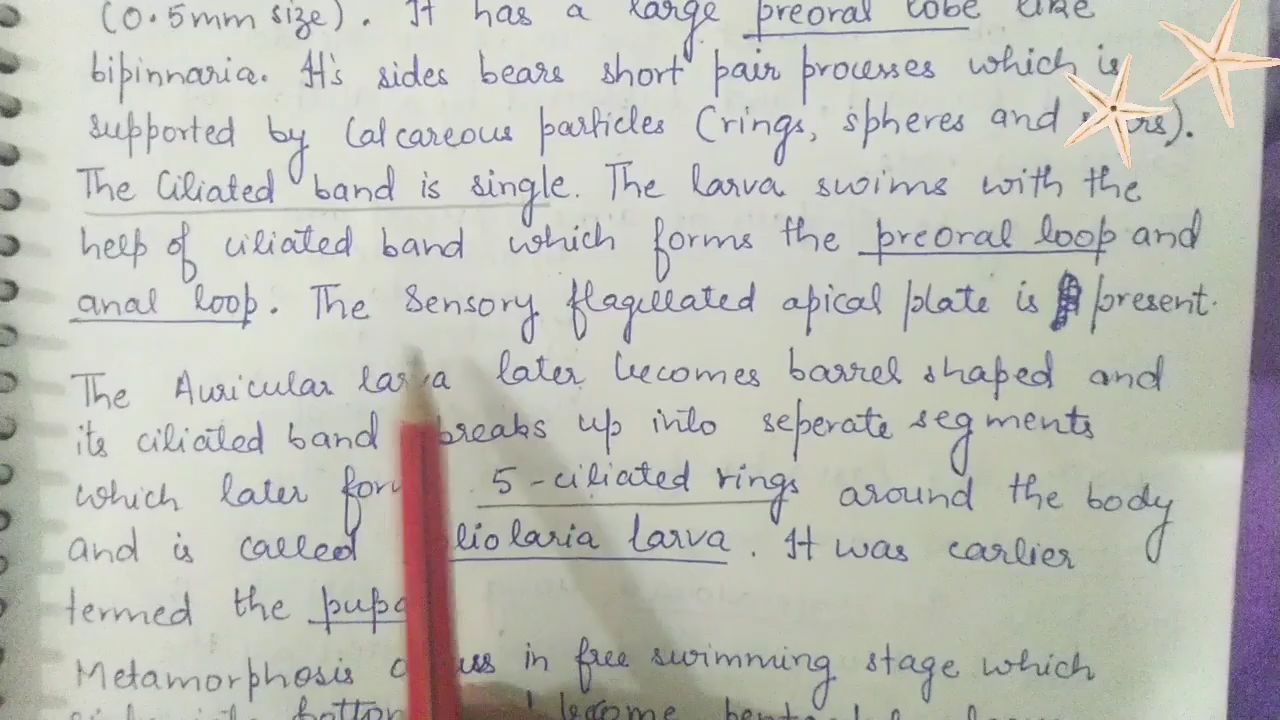 (0.5mm size). It has a large preoral lobe like
bipinnaria. It's sides bears short pair processes which is
supported by Calcareous particles (rings, spheres and
The Ciliated band is single. The larva swims with the
help of ciliated band which forms the preoral loop and
anal loop. The Sensory flagellated apical plate is present.
The Auricular larva later becomes barrel shaped and
its ciliated band breaks up into seperate segments
which later 5-ciliated rings around the body
and is called liolaria larva. It was earlier
termed the
Metamorphosis in free swimming stage which